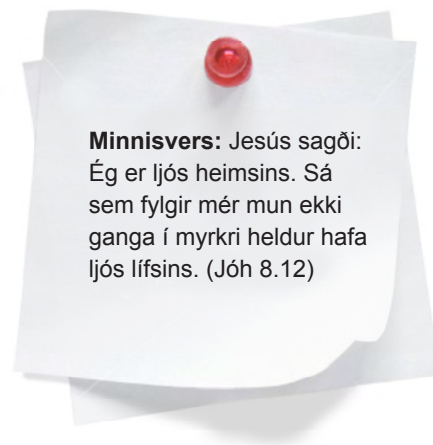 Minnisvers: Jesús sagði:
Ég er ljós heimsins. Sá
sem fylgir mér mun ekki
ganga í myrkri heldur hafa
ljós lífsins. (Jóh 8.12)